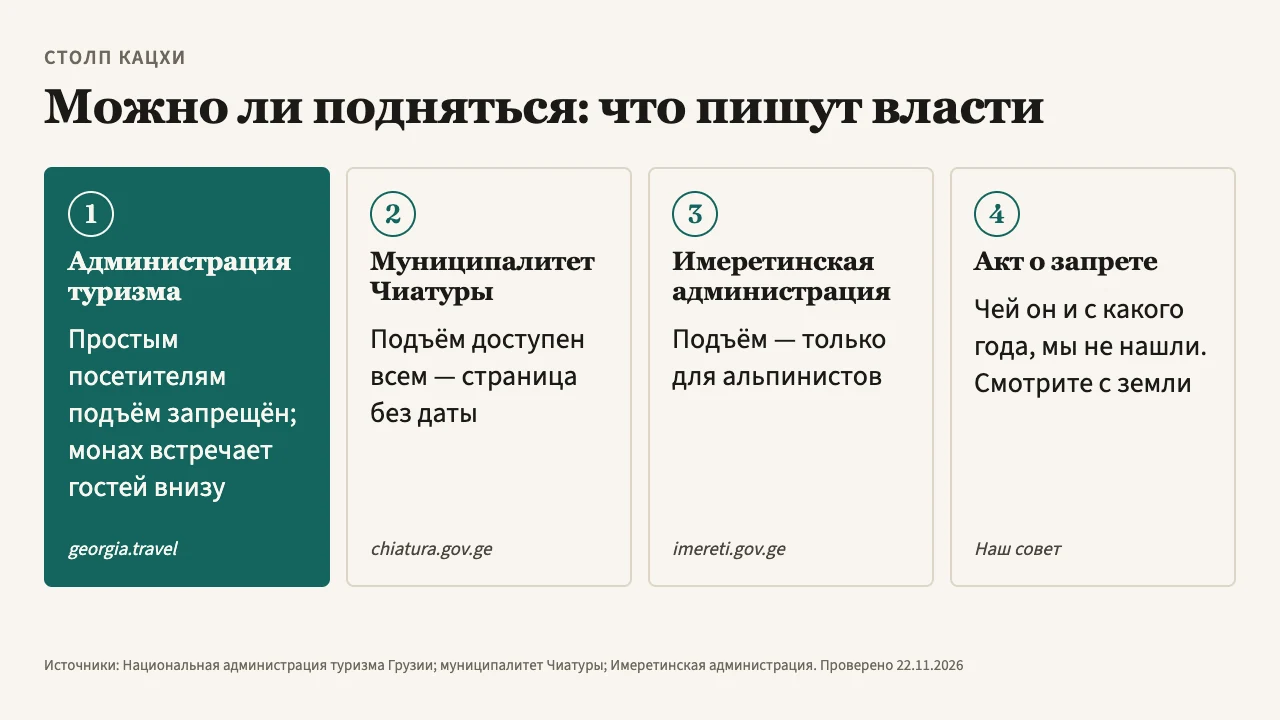 СТОЛП КАЦХИ
Можно ли подняться: что пишут власти
1
Администрация
туризма
Простым
посетителям
подъём запрещён;
монах встречает
гостей внизу
georgia.travel
2
Муниципалитет
Чиатуры
Подъём доступен
всем — страница
без даты
chiatura.gov.ge
3
Имеретинская
администрация
Подъём — только
для альпинистов
imereti.gov.ge
4
Акт о запрете
Чей он и с какого
года, мы не нашли.
Смотрите с земли
Наш совет
Источники: Национальная администрация туризма Грузии; муниципалитет Чиатуры; Имеретинская администрация. Проверено 22.11.2026